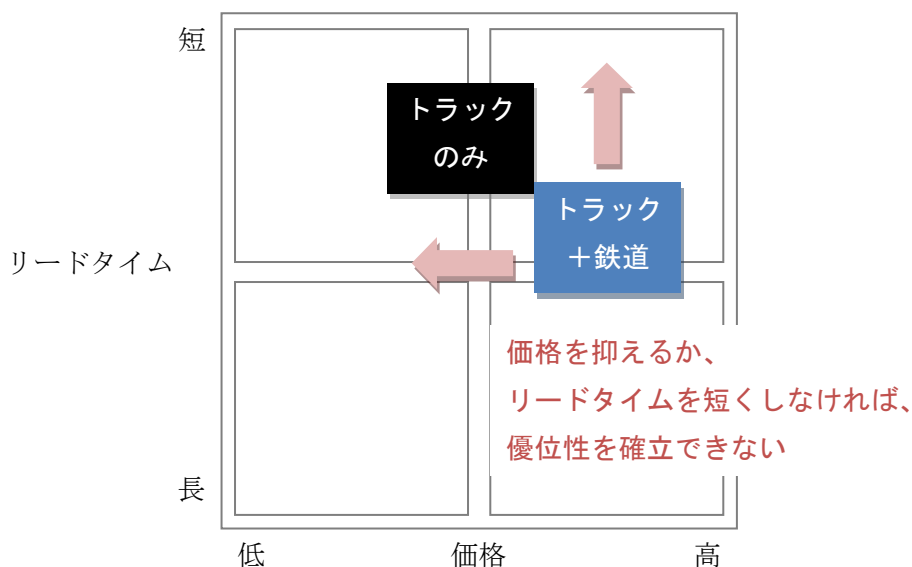 短
トラック
のみ
トラック
＋鉄道
リードタイム
価格を抑えるか、
リードタイムを短くしなければ、
優位性を確立できない
長
低
価格
高